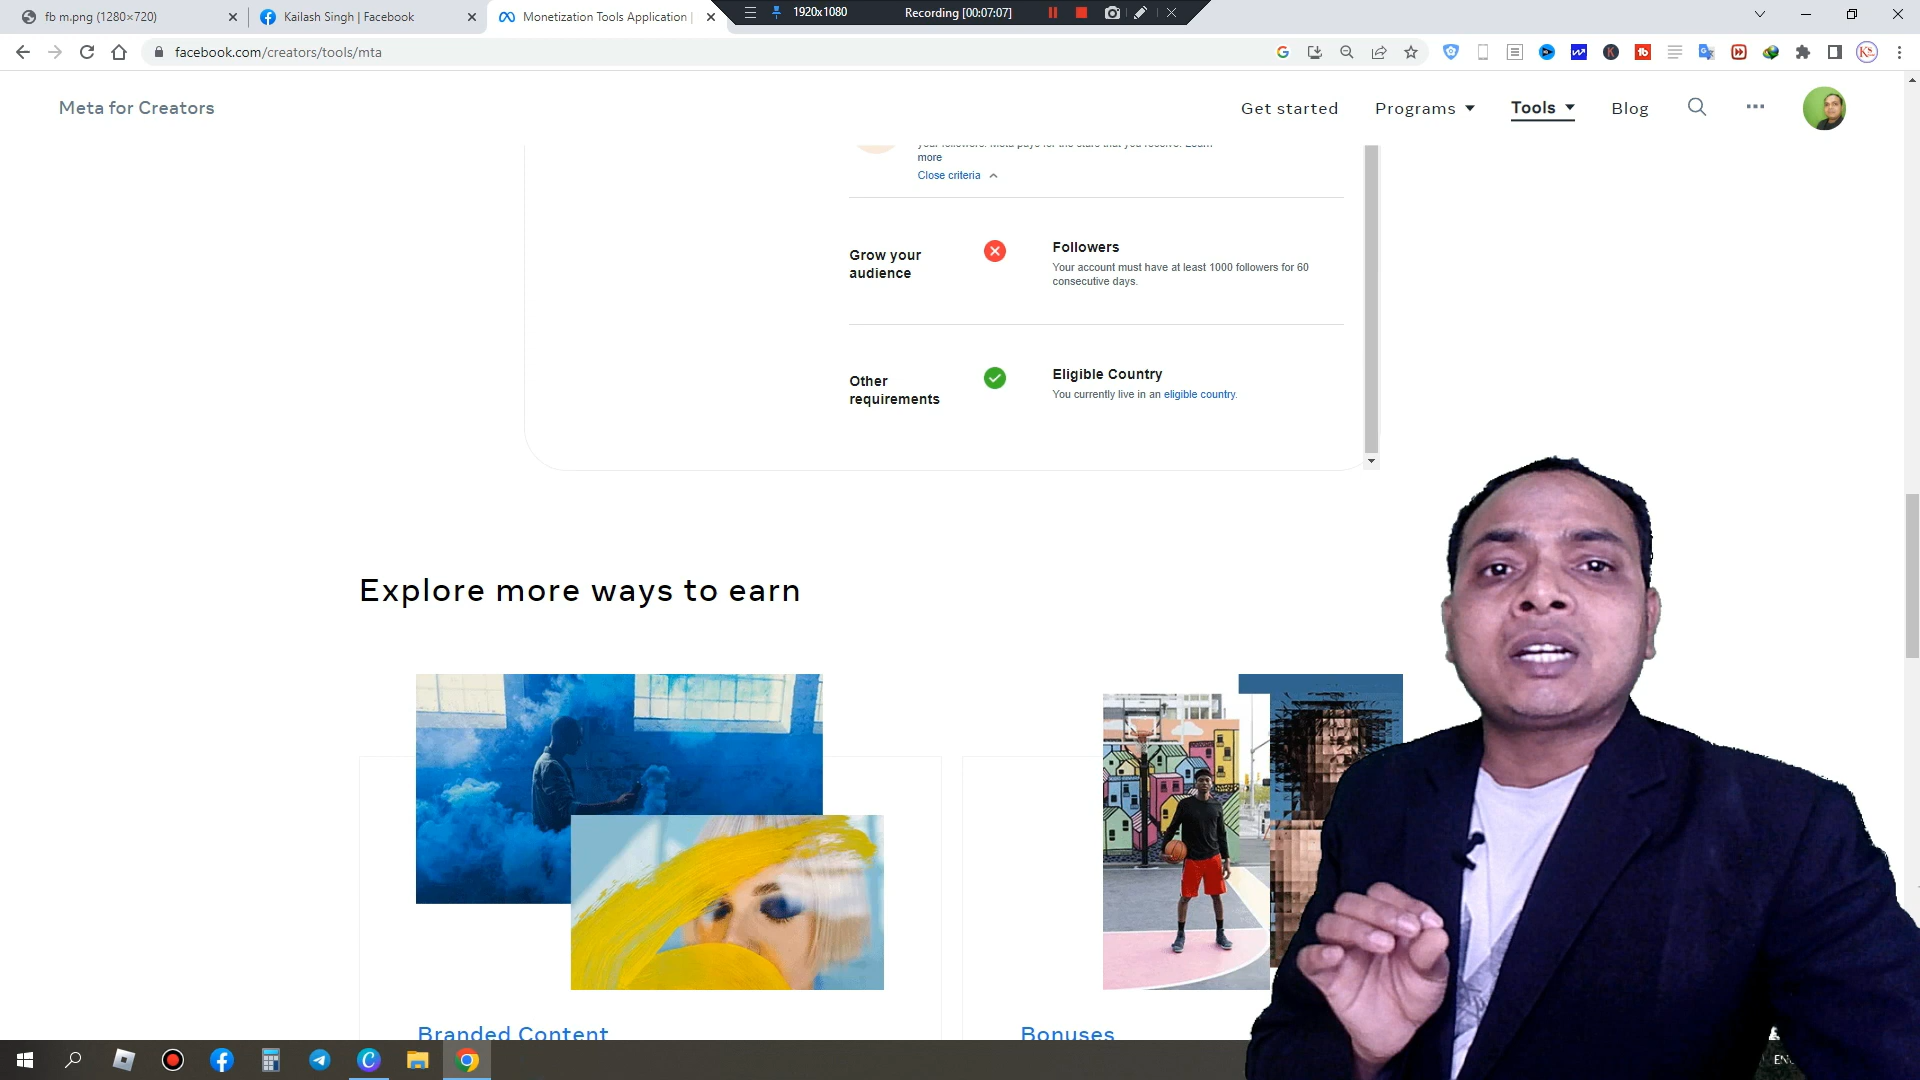 fb m.png (1280×720)
Kailash Singh | Facebook
Monetization Tools Application |
1920x1080
Recording [00:07:07]
facebook.com/creators/tools/mta
Meta for Creators
Get started
Programs
Tools
Blog
more
Close criteria
Grow your
audience
Followers
Your account must have at least 1000 followers for 60
consecutive days.
Other
requirements
Eligible Country
You currently live in an eligible country.
Explore more ways to earn
Branded Content
Bonuses